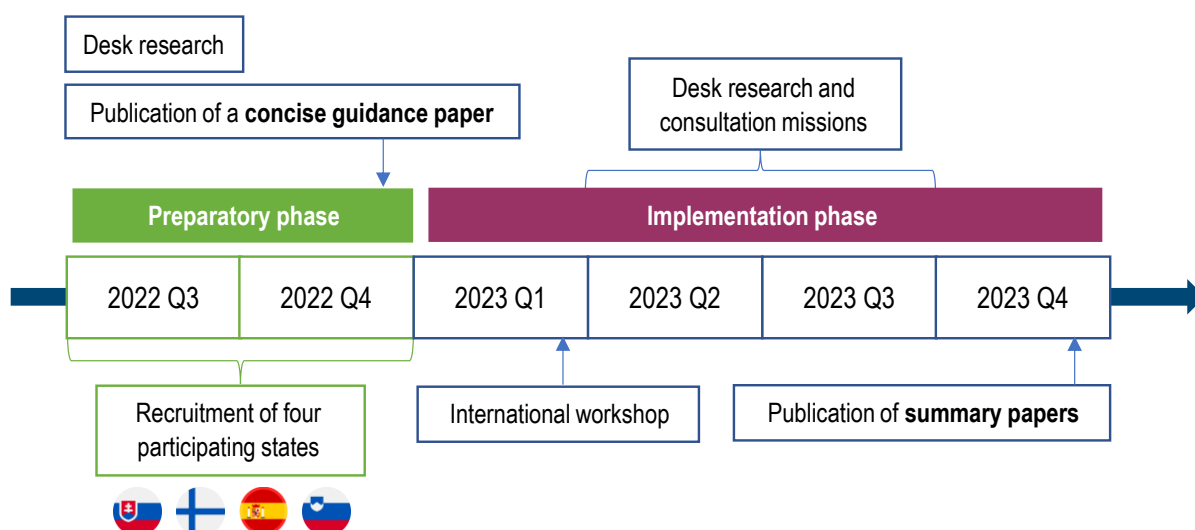 Desk research
Publication of a concise guidance paper
Desk research and
consultation missions
Preparatory phase
Implementation phase
2022 Q3
2022 Q4
2023 Q1
2023 Q2
2023 Q3
2023 Q4
Recruitment of four
participating states
International workshop
Publication of summary papers